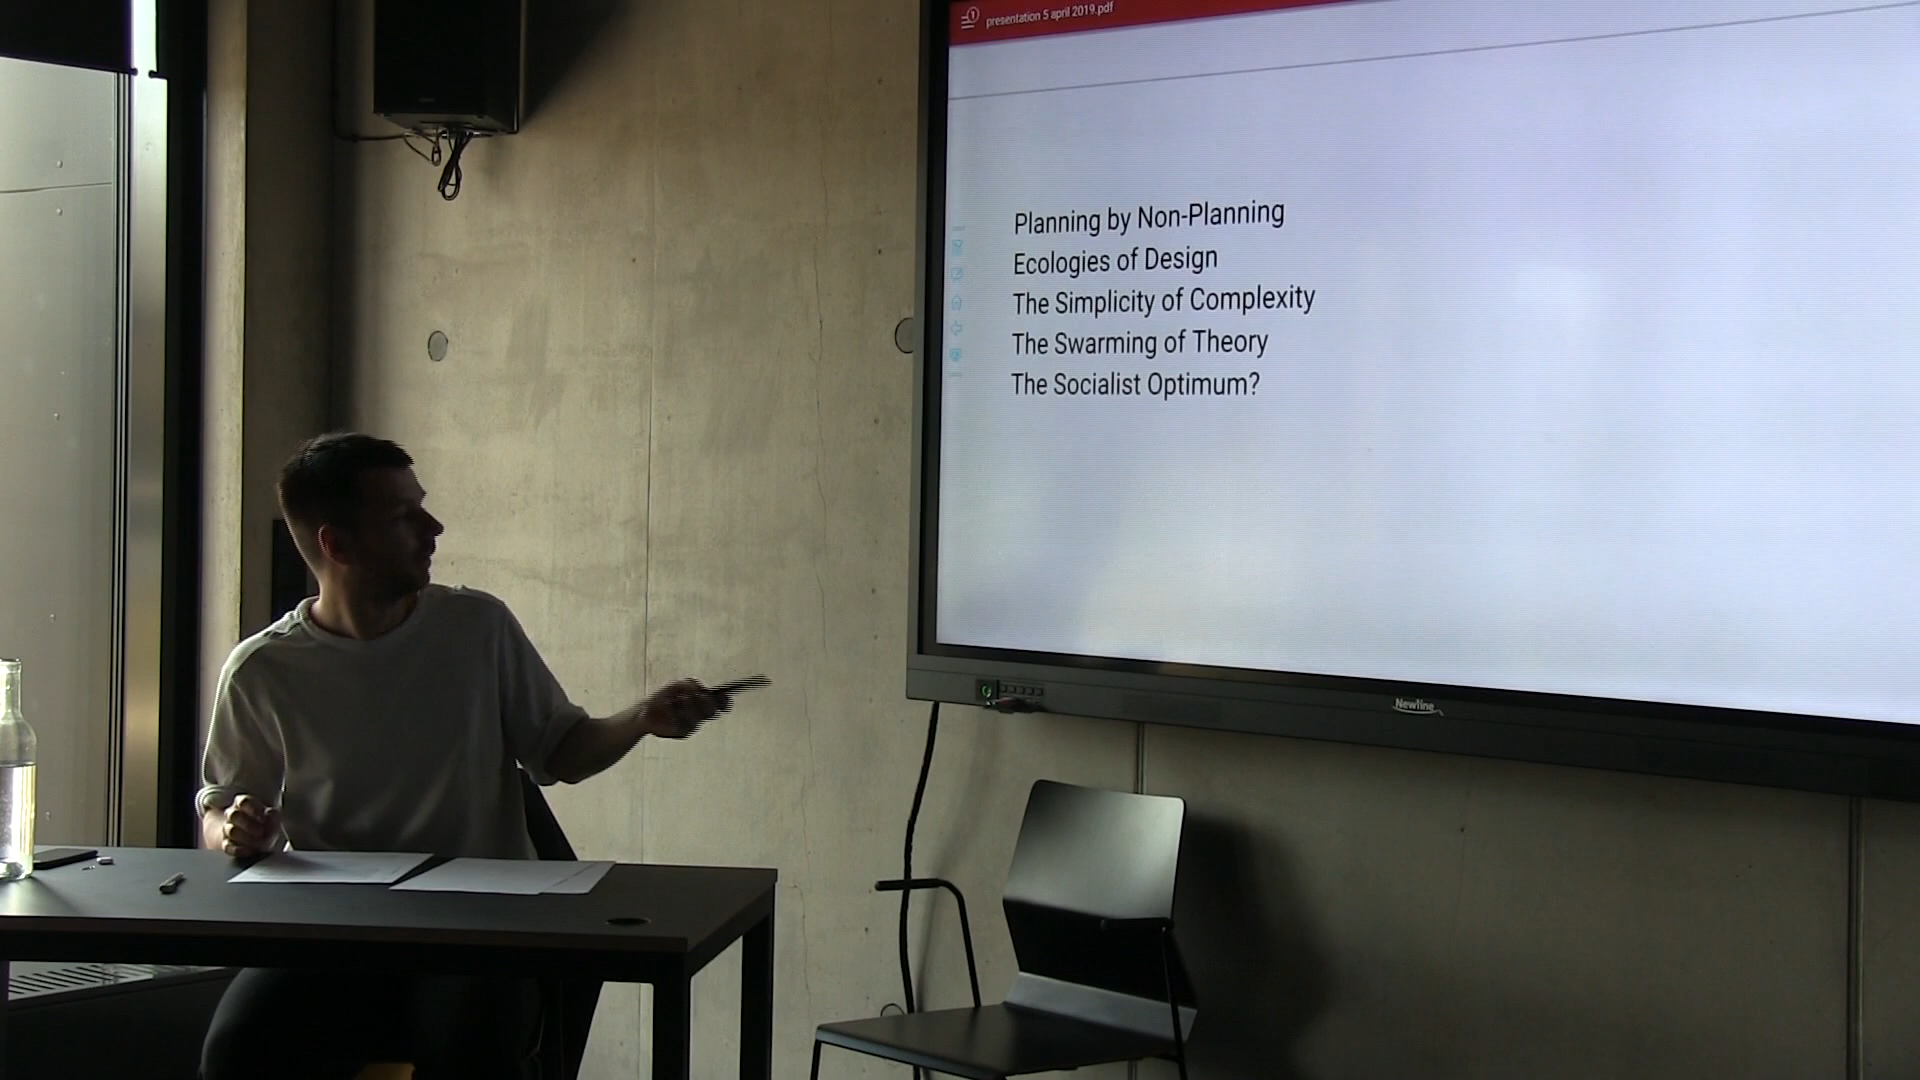 presentation 5 april 2019.pdf
Planning by Non-Planning
Ecologies of Design
The Simplicity of Complexity
The Swarming of Theory
The Socialist Optimum?
Newline